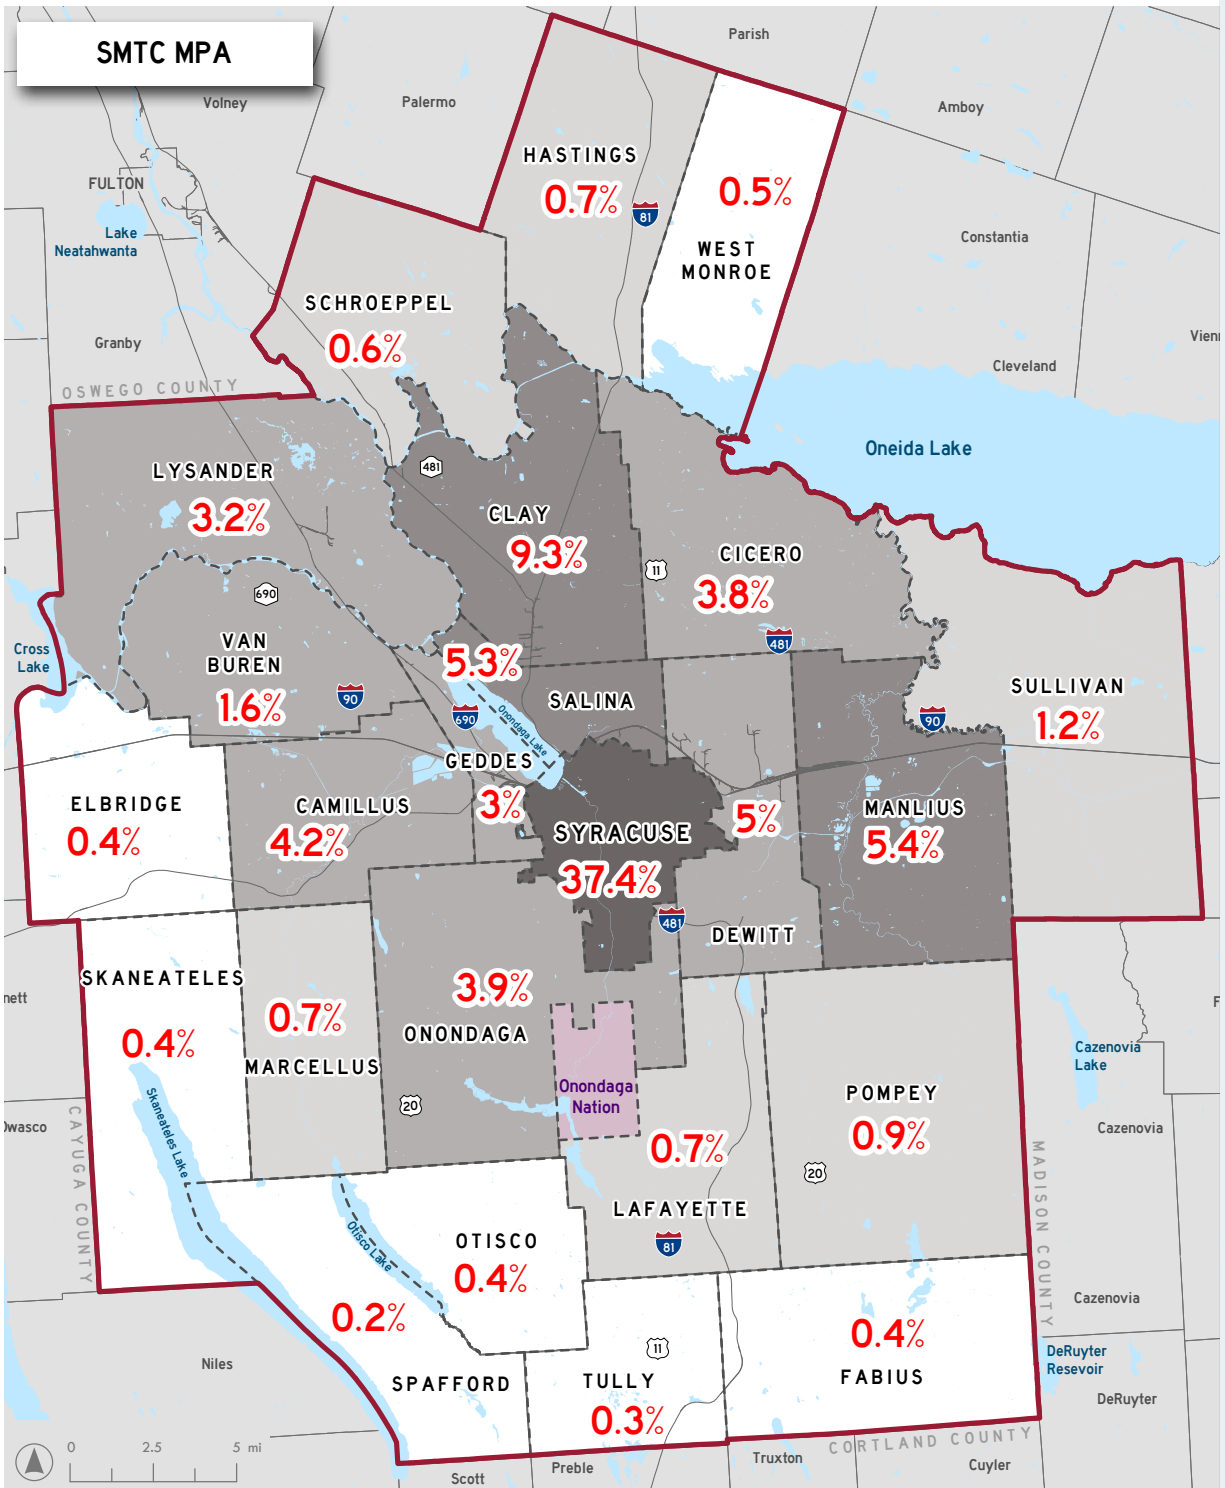 SMTC MPA
Parish
Volney
Palermo
Amboy
HASTINGS
0.7%
81
0.5%
WEST
MONROE
FULTON
Lake
Neatahwanta
Constantia
SCHROEPPEL
0.6%
Granby
Cleveland
OSWEGO COUNTY
Oneida Lake
LYSANDER
3.2%
481
CLAY
9.3%
11
CICERO
3.8%
481
690
VAN
BUREN
1.6%
90
Cross
Lake
5.3%
SALINA
690
Onondaga Lake
GEDDES
3%
SULLIVAN
1.2%
90
ELBRIDGE
0.4%
CAMILLUS
4.2%
SYRACUSE
37.4%
5%
MANLIUS
5.4%
481
DEWITT
SKANEATELES
0.4%
0.7%
MARCELLUS
3.9%
ONONDAGA
20
Onondaga
Nation
Cazenovia
Lake
Cazenovia
POMPEY
0.9%
20
0.7%
LAFAYETTE
81
Owasco
CAYUGA COUNTY
Skaneateles Lake
MADISON COUNTY
Otisco Lake
OTISCO
0.4%
0.2%
SPAFFORD
Niles
11
TULLY
0.3%
0.4%
FABIUS
Cazenovia
DeRuyter
Resevoir
DeRuyter
CORTLAND COUNTY
0 2.5 5 mi
Scott
Preble
Truxton
Cuyler